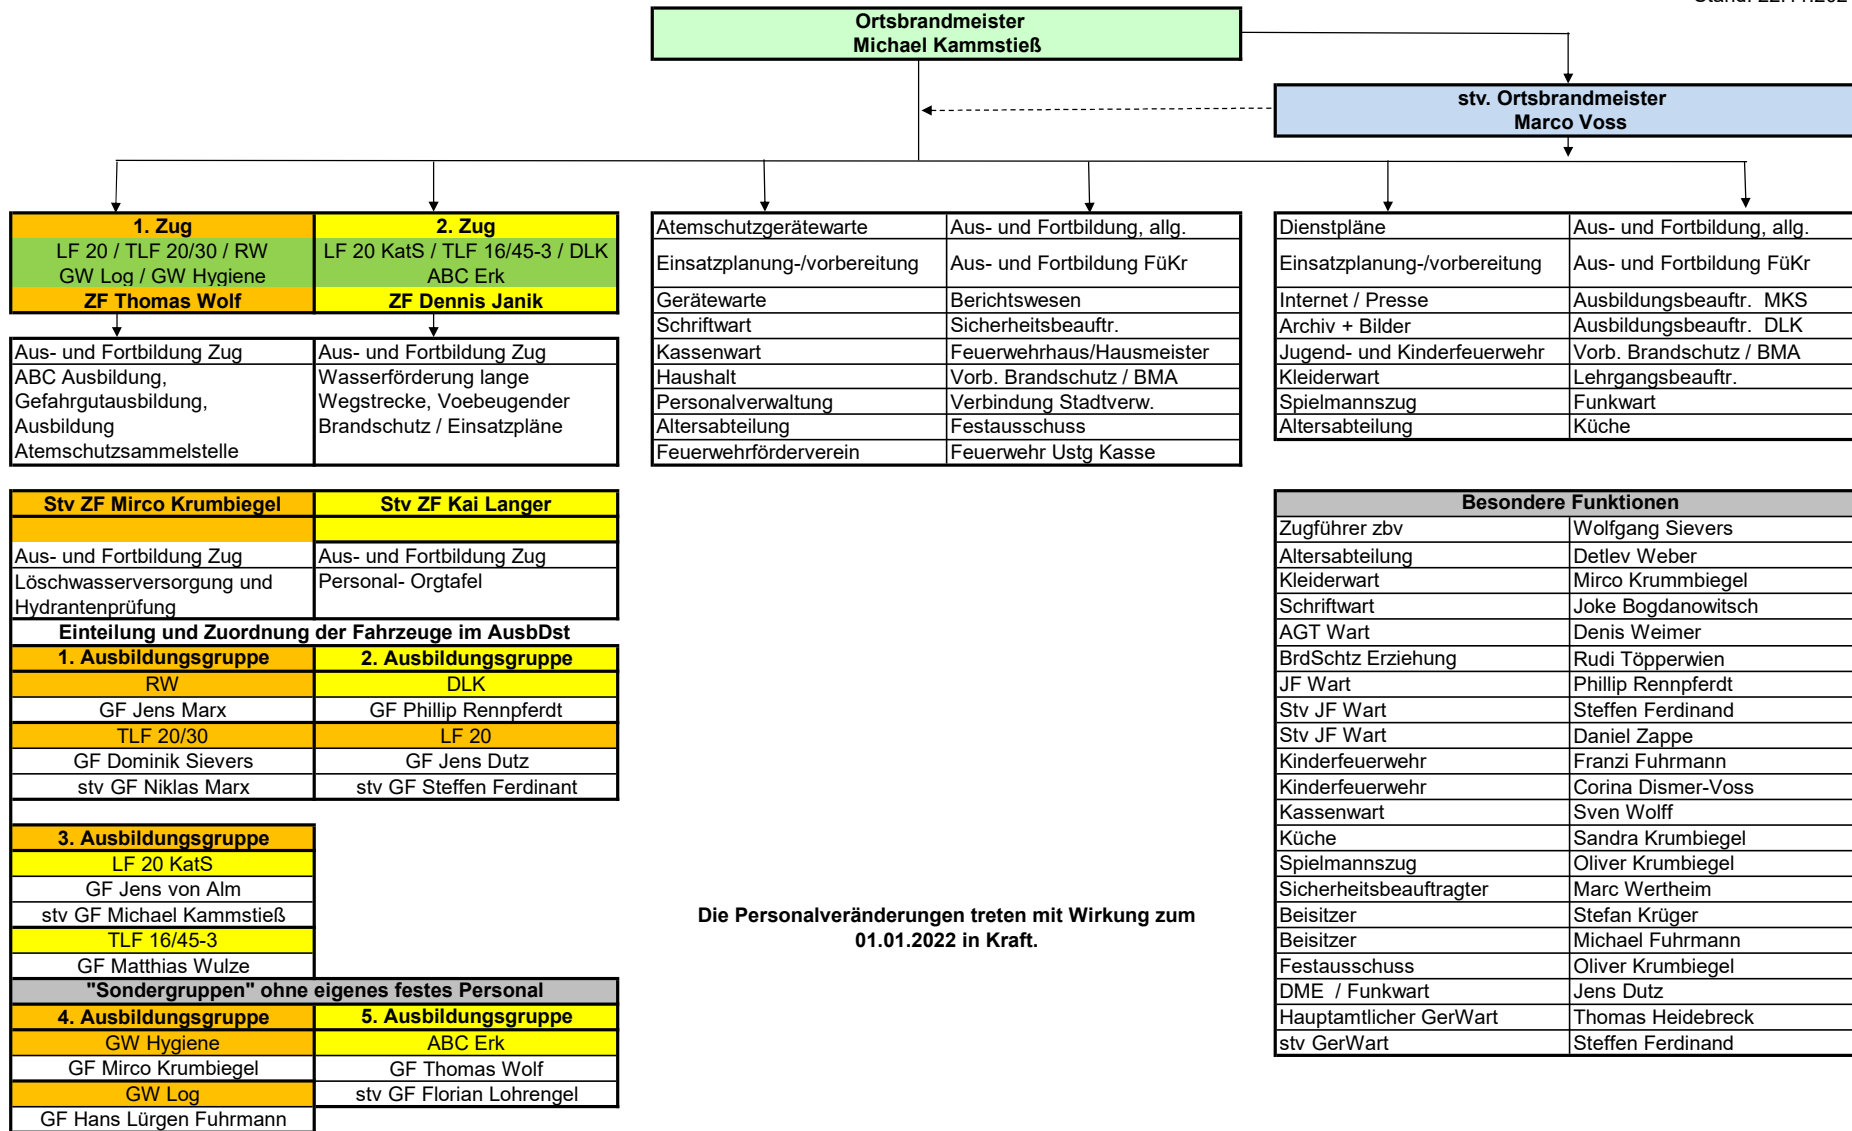 Stand: 22.11.202
Ortsbrandmeister
Michael Kammstieß
stv. Ortsbrandmeister
Marco Voss
1. Zug
2. Zug
LF 20 / TLF 20/30 / RW
GW Log / GW Hygiene
LF 20 KatS / TLF 16/45-3 / DLK
ABC Erk
ZF Thomas Wolf
ZF Dennis Janik
Aus- und Fortbildung Zug
Aus- und Fortbildung Zug
ABC Ausbildung,
Gefahrgutausbildung,
Ausbildung
Atemschutzsammelstelle
Wasserförderung lange
Wegstrecke, Voebeugender
Brandschutz / Einsatzpläne
Atemschutzgerätewarte
Aus- und Fortbildung, allg.
Einsatzplanung-/vorbereitung
Aus- und Fortbildung FüKr
Gerätewarte
Berichtswesen
Schriftwart
Sicherheitsbeauftr.
Kassenwart
Feuerwehrhaus/Hausmeister
Haushalt
Vorb. Brandschutz / BMA
Personalverwaltung
Verbindung Stadtverw.
Altersabteilung
Festausschuss
Feuerwehrförderverein
Feuerwehr Ustg Kasse
Dienstpläne
Aus- und Fortbildung, allg.
Einsatzplanung-/vorbereitung
Aus- und Fortbildung FüKr
Internet / Presse
Ausbildungsbeauftr. MKS
Archiv + Bilder
Ausbildungsbeauftr. DLK
Jugend- und Kinderfeuerwehr
Vorb. Brandschutz / BMA
Kleiderwart
Lehrgangsbeauftr.
Spielmannszug
Funkwart
Altersabteilung
Küche
Stv ZF Mirco Krumbiegel
Stv ZF Kai Langer
Aus- und Fortbildung Zug
Aus- und Fortbildung Zug
Löschwasserversorgung und
Hydrantenprüfung
Personal- Orgtafel
Einteilung und Zuordnung der Fahrzeuge im AusbDst
1. Ausbildungsgruppe
2. Ausbildungsgruppe
RW
DLK
GF Jens Marx
GF Phillip Rennpferdt
TLF 20/30
LF 20
GF Dominik Sievers
GF Jens Dutz
stv GF Niklas Marx
stv GF Steffen Ferdinant
3. Ausbildungsgruppe
LF 20 KatS
GF Jens von Alm
stv GF Michael Kammstieß
TLF 16/45-3
GF Matthias Wulze
"Sondergruppen" ohne eigenes festes Personal
4. Ausbildungsgruppe
5. Ausbildungsgruppe
GW Hygiene
ABC Erk
GF Mirco Krumbiegel
GF Thomas Wolf
GW Log
stv GF Florian Lohrengel
GF Hans Lürgen Fuhrmann
Die Personalveränderungen treten mit Wirkung zum
01.01.2022 in Kraft.
Besondere Funktionen
Zugführer zbv
Wolfgang Sievers
Altersabteilung
Detlev Weber
Kleiderwart
Mirco Krummbiegel
Schriftwart
Joke Bogdanowitsch
AGT Wart
Denis Weimer
BrdSchtz Erziehung
Rudi Töpperwien
JF Wart
Phillip Rennpferdt
Stv JF Wart
Steffen Ferdinand
Stv JF Wart
Daniel Zappe
Kinderfeuerwehr
Franzi Fuhrmann
Kinderfeuerwehr
Corina Dismer-Voss
Kassenwart
Sven Wolff
Küche
Sandra Krumbiegel
Spielmannszug
Oliver Krumbiegel
Sicherheitsbeauftragter
Marc Wertheim
Beisitzer
Stefan Krüger
Beisitzer
Michael Fuhrmann
Festausschuss
Oliver Krumbiegel
DME / Funkwart
Jens Dutz
Hauptamtlicher GerWart
Thomas Heidebreck
stv GerWart
Steffen Ferdinand